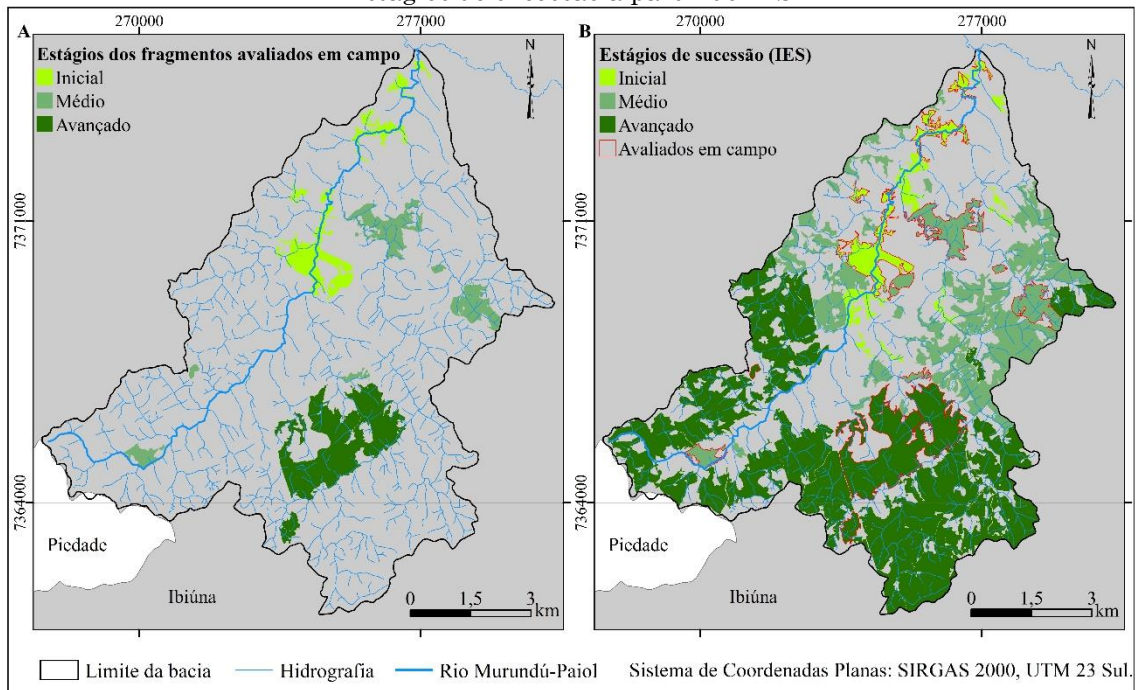 270000 277000
A
Estágios dos fragmentos avaliados em campo
Inicial
Médio
Avançado
N
7371000
7364000
Piedade
Ibiúna
0 1,5 3
km
270000 277000
B
Estágios de sucessão (IES)
Inicial
Médio
Avançado
Avaliados em campo
N
7371000
7364000
Piedade
Ibiúna
0 1,5 3
km
Limite da bacia Hidrografia Rio Murundú-Paiol Sistema de Coordenadas Planas: SIRGAS 2000, UTM 23 Sul.